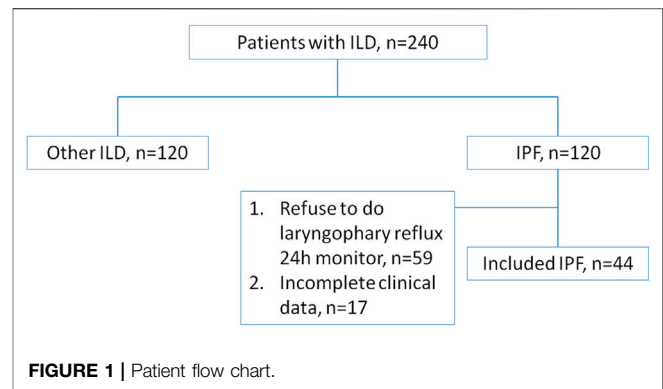 Patients with ILD, n=240
Other ILD, n=120
IPF, n=120
1. Refuse to do
laryngophary reflux
24h monitor, n=59
2. Incomplete clinical
data, n=17
Included IPF, n=44
FIGURE 1 | Patient flow chart.